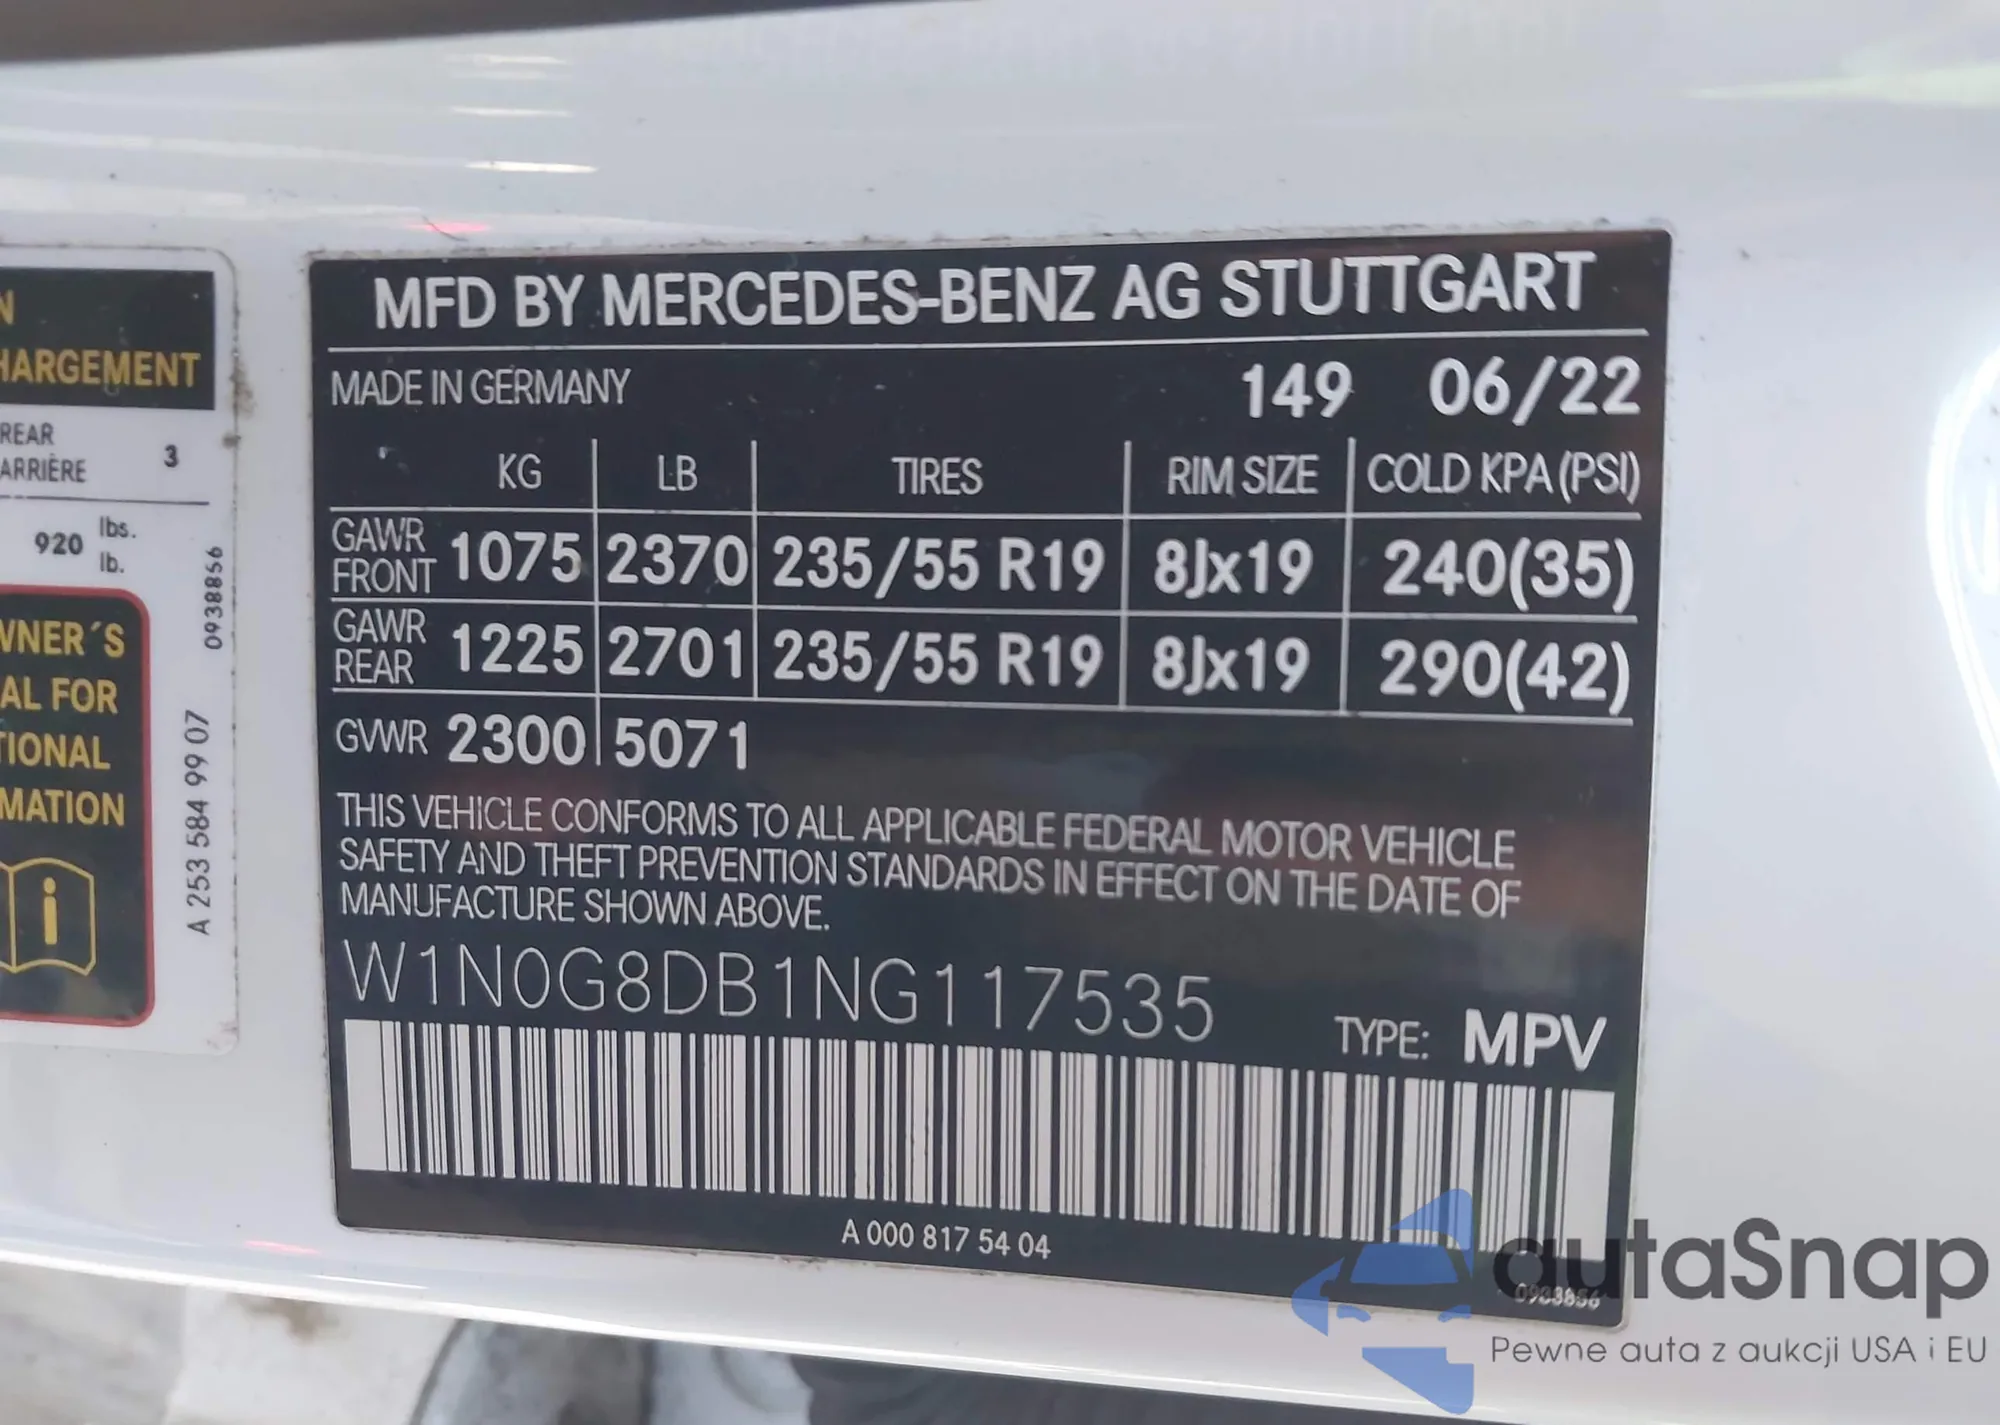 MFD BY MERCEDES-BENZ AG STUTTGART
MADE IN GERMANY 149 06/22
KG LB TIRES RIM SIZE COLD KPA (PSI)
GAWR FRONT 1075 2370 235/55 R19 8Jx19 240(35)
GAWR REAR 1225 2701 235/55 R19 8Jx19 290(42)
GVWR 2300 5071
THIS VEHICLE CONFORMS TO ALL APPLICABLE FEDERAL MOTOR VEHICLE
SAFETY AND THEFT PREVENTION STANDARDS IN EFFECT ON THE DATE OF
MANUFACTURE SHOWN ABOVE.
W1N0G8DB1NG117535
TYPE: MPV
A 000 817 54 04
0938856
N
HARGEMENT
REAR
ARRIÈRE 3
920 lbs.
lb.
WNER´S
AL FOR
TIONAL
MATION
i
0938856
A 253 584 99 07
autaSnap
Pewne auta z aukcji USA i EU